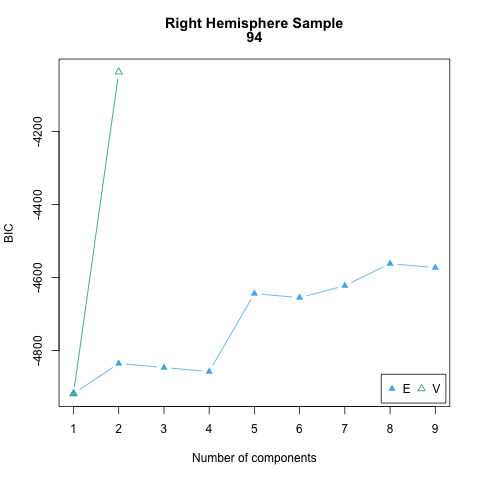 Right Hemisphere Sample
94
BIC
-4200
-4400
-4600
-4800
E V
1 2 3 4 5 6 7 8 9
Number of components